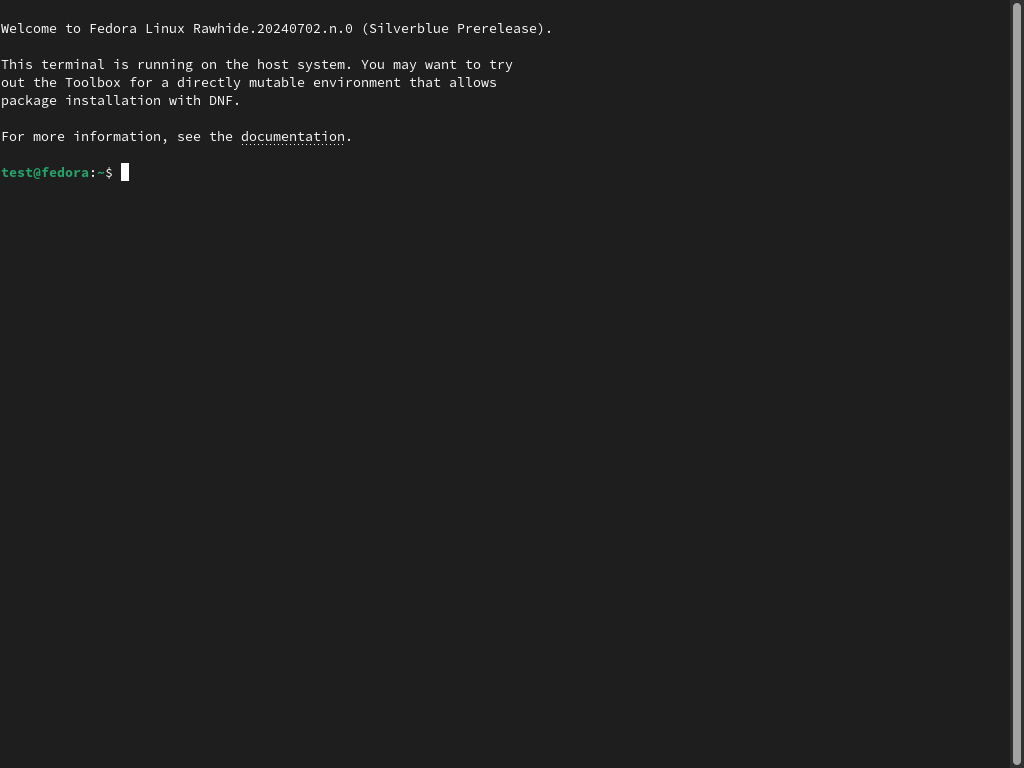 Welcome to Fedora Linux Rawhide.20240702.n.0 (Silverblue Prerelease).
This terminal is running on the host system. You may want to try
out the Toolbox for a directly mutable environment that allows
package installation with DNF.
For more information, see the documentation.
test@fedora:~$